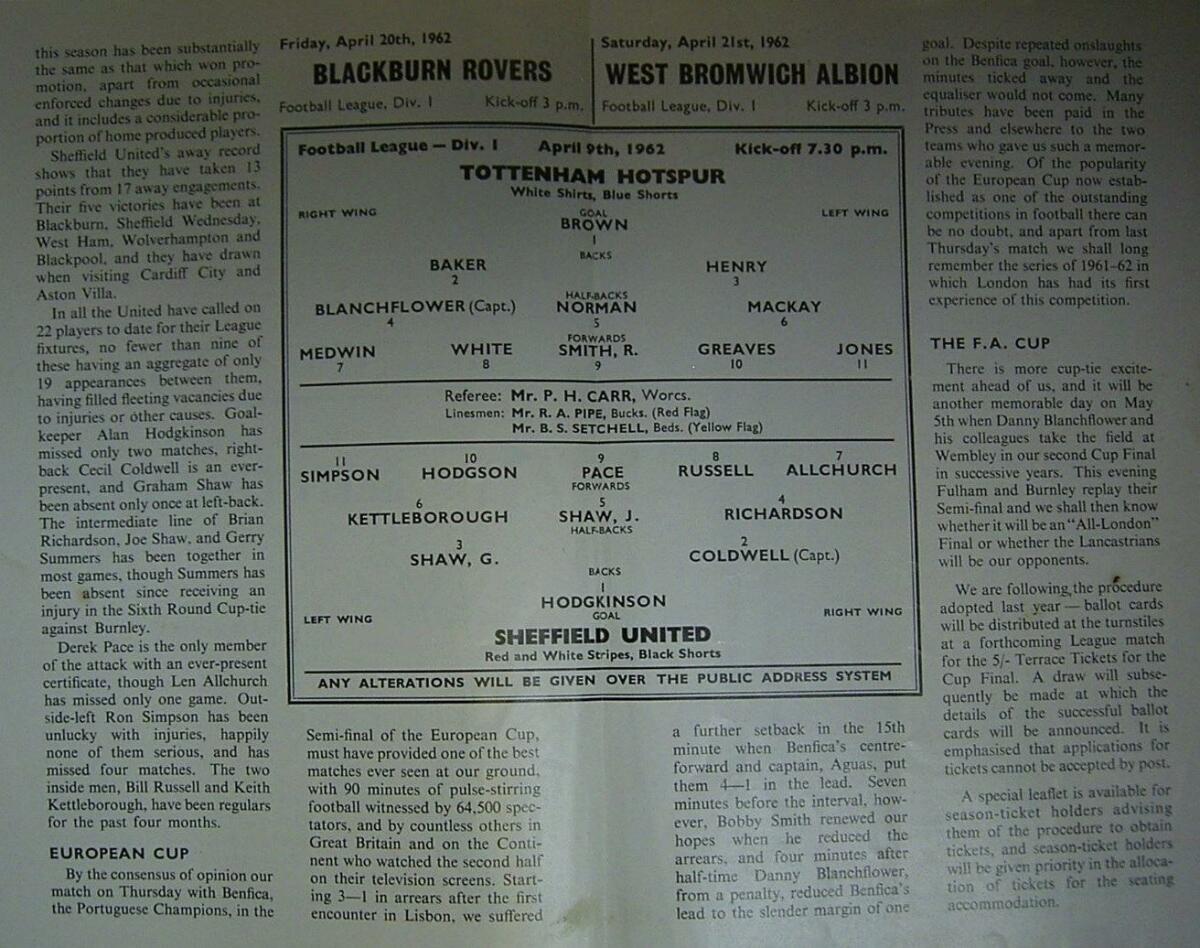 this season has been substantially
the same as that which won pro-
motion, apart from occasional
enforced changes due to injuries,
and it includes a considerable pro-
portion of home produced players.
Sheffield United's away record
shows that they have taken 13
points from 17 away engagements.
Their five victories have been at
Blackburn, Sheffield Wednesday,
West Ham, Wolverhampton and
Blackpool, and they have drawn
when visiting Cardiff City and
Aston Villa.
In all the United have called on
22 players to date for their League
fixtures, no fewer than nine of
these having an aggregate of only
19 appearances between them,
having filled fleeting vacancies due
to injuries or other causes. Goal-
keeper Alan Hodgkinson has
missed only two matches, right-
back Cecil Coldwell is an ever-
present, and Graham Shaw has
been absent only once at left-back.
The intermediate line of Brian
Richardson, Joe Shaw, and Gerry
Summers has been together in
most games, though Summers has
been absent since receiving an
injury in the Sixth Round Cup-tie
against Burnley.
Derek Pace is the only member
of the attack with an ever-present
certificate, though Len Allchurch
has missed only one game. Out-
side-left Ron Simpson has been
unlucky with injuries, happily
none of them serious, and has
missed four matches. The two
inside men, Bill Russell and Keith
Kettleborough, have been regulars
for the past four months.
EUROPEAN CUP
By the consensus of opinion our
match on Thursday with Benfica,
the Portuguese Champions, in the
Friday, April 20th, 1962
BLACKBURN ROVERS
Football League, Div. 1 Kick-off 3 p.m.
Saturday, April 21st, 1962
WEST BROMWICH ALBION
Football League, Div. 1 Kick-off 3 p.m.
Football League — Div. 1 April 9th, 1962 Kick-off 7.30 p.m.
TOTTENHAM HOTSPUR
White Shirts, Blue Shorts
RIGHT WING GOAL LEFT WING
BROWN
1
BACKS
BAKER HENRY
2 3
HALF-BACKS
BLANCHFLOWER (Capt.) NORMAN MACKAY
4 5 6
FORWARDS
MEDWIN WHITE SMITH, R. GREAVES JONES
7 8 9 10 11
Referee: Mr. P. H. CARR, Worcs.
Linesmen: Mr. R. A. PIPE, Bucks. (Red Flag)
Mr. B. S. SETCHELL, Beds. (Yellow Flag)
11 10 9 8 7
SIMPSON HODGSON PACE RUSSELL ALLCHURCH
FORWARDS
6 5 4
KETTLEBOROUGH SHAW, J. RICHARDSON
HALF-BACKS
3 2
SHAW, G. COLDWELL (Capt.)
BACKS
1
HODGKINSON
LEFT WING GOAL RIGHT WING
SHEFFIELD UNITED
Red and White Stripes, Black Shorts
ANY ALTERATIONS WILL BE GIVEN OVER THE PUBLIC ADDRESS SYSTEM
Semi-final of the European Cup,
must have provided one of the best
matches ever seen at our ground,
with 90 minutes of pulse-stirring
football witnessed by 64,500 spec-
tators, and by countless others in
Great Britain and on the Conti-
nent who watched the second half
on their television screens. Start-
ing 3—1 in arrears after the first
encounter in Lisbon, we suffered
a further setback in the 15th
minute when Benfica's centre-
forward and captain, Aguas, put
them 4—1 in the lead. Seven
minutes before the interval, how-
ever, Bobby Smith renewed our
hopes when he reduced the
arrears, and four minutes after
half-time Danny Blanchflower,
from a penalty, reduced Benfica's
lead to the slender margin of one
goal. Despite repeated onslaughts
on the Benfica goal, however, the
minutes ticked away and the
equaliser would not come. Many
tributes have been paid in the
Press and elsewhere to the two
teams who gave us such a memor-
able evening. Of the popularity
of the European Cup now estab-
lished as one of the outstanding
competitions in football there can
be no doubt, and apart from last
Thursday's match we shall long
remember the series of 1961–62 in
which London has had its first
experience of this competition.
THE F.A. CUP
There is more cup-tie excite-
ment ahead of us, and it will be
another memorable day on May
5th when Danny Blanchflower and
his colleagues take the field at
Wembley in our second Cup Final
in successive years. This evening
Fulham and Burnley replay their
Semi-final and we shall then know
whether it will be an "All-London"
Final or whether the Lancastrians
will be our opponents.
We are following, the procedure
adopted last year — ballot cards
will be distributed at the turnstiles
at a forthcoming League match
for the 5/- Terrace Tickets for the
Cup Final. A draw will subse-
quently be made at which the
details of the successful ballot
cards will be announced. It is
emphasised that applications for
tickets cannot be accepted by post.
A special leaflet is available for
season-ticket holders advising
them of the procedure to obtain
tickets, and season-ticket holders
will be given priority in the alloca-
tion of tickets for the seating
accommodation.